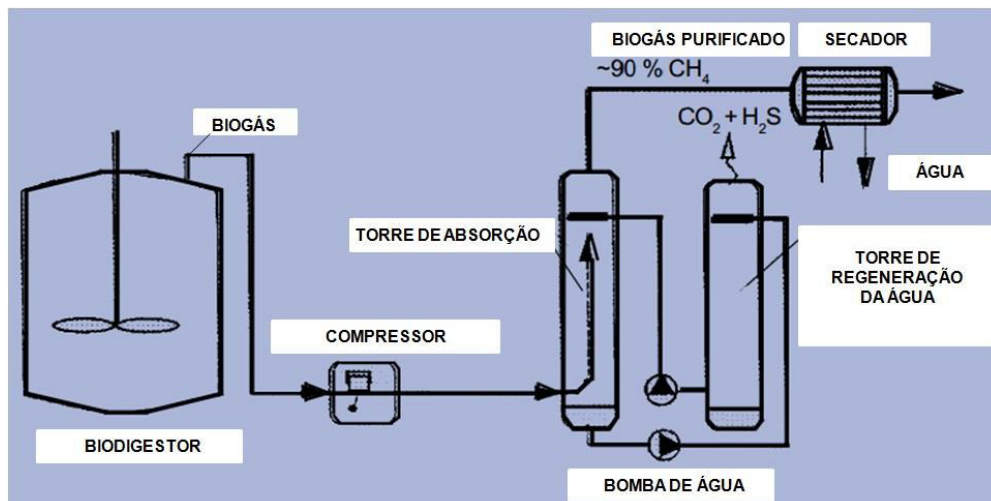 BIOGÁS PURIFICADO
SECADOR
~90 % CH₄
BIOGÁS
CO₂ + H₂S
ÁGUA
TORRE DE ABSORÇÃO
TORRE DE
REGENERAÇÃO
DA ÁGUA
COMPRESSOR
BIODIGESTOR
BOMBA DE ÁGUA